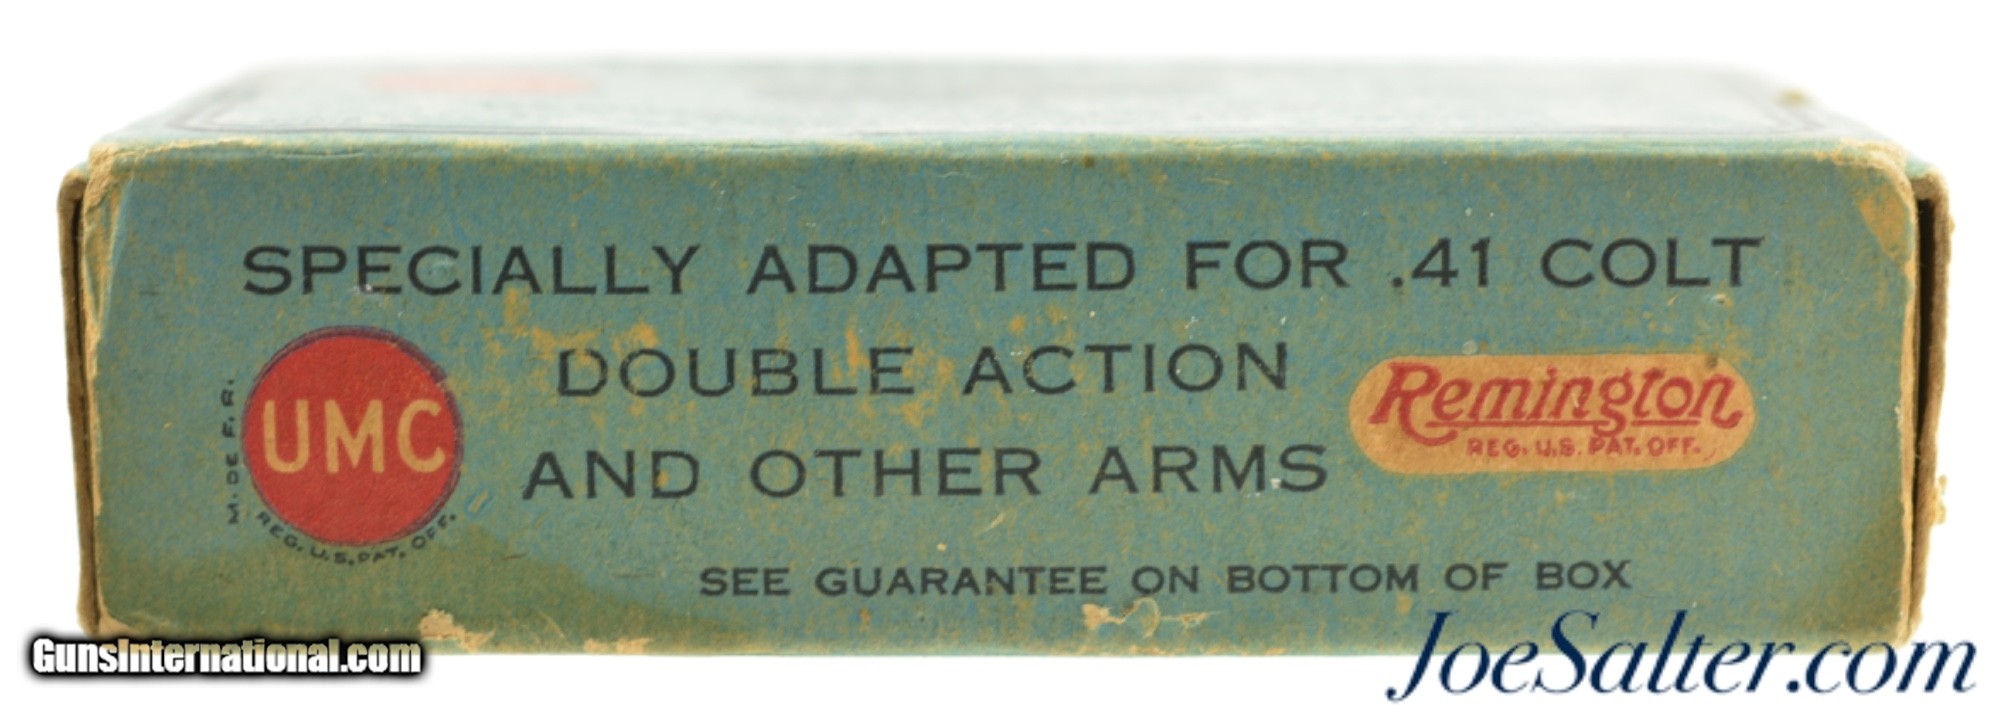 SPECIALLY ADAPTED FOR .41 COLT
DOUBLE ACTION
AND OTHER ARMS
M. DE F. R.
UMC
REG. U.S. PAT. OFF.
Remington
REG. U.S. PAT. OFF.
SEE GUARANTEE ON BOTTOM OF BOX
GunsInternational.com
JoeSalter.com